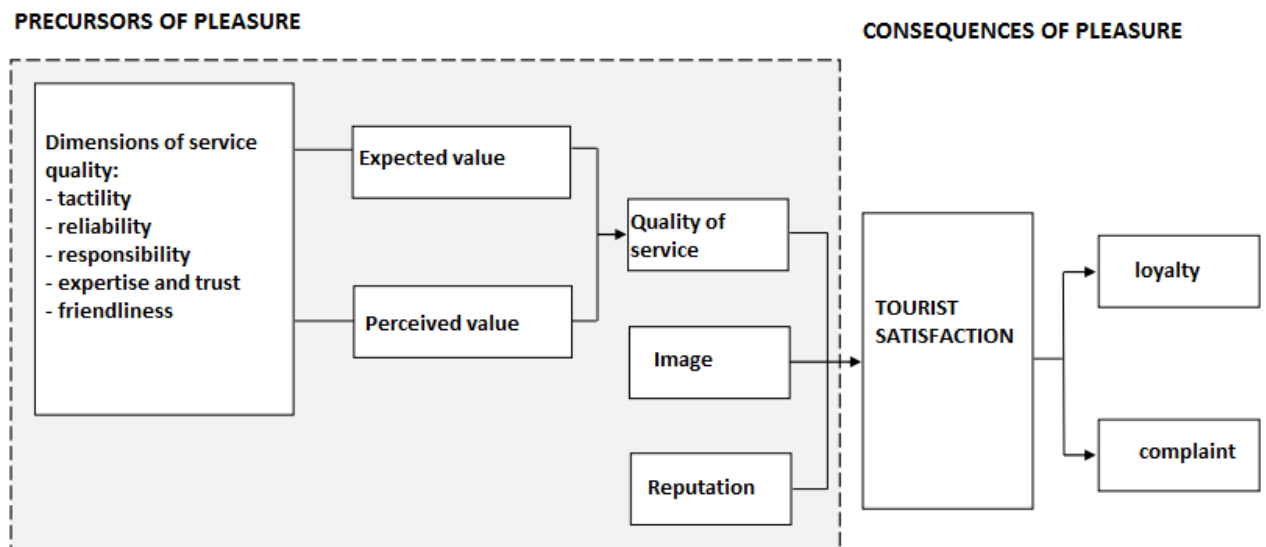 PRECURSORS OF PLEASURE
CONSEQUENCES OF PLEASURE
Dimensions of service
quality:
- tactility
- reliability
- responsibility
- expertise and trust
- friendliness
Expected value
Perceived value
Quality of
service
Image
Reputation
TOURIST
SATISFACTION
loyalty
complaint